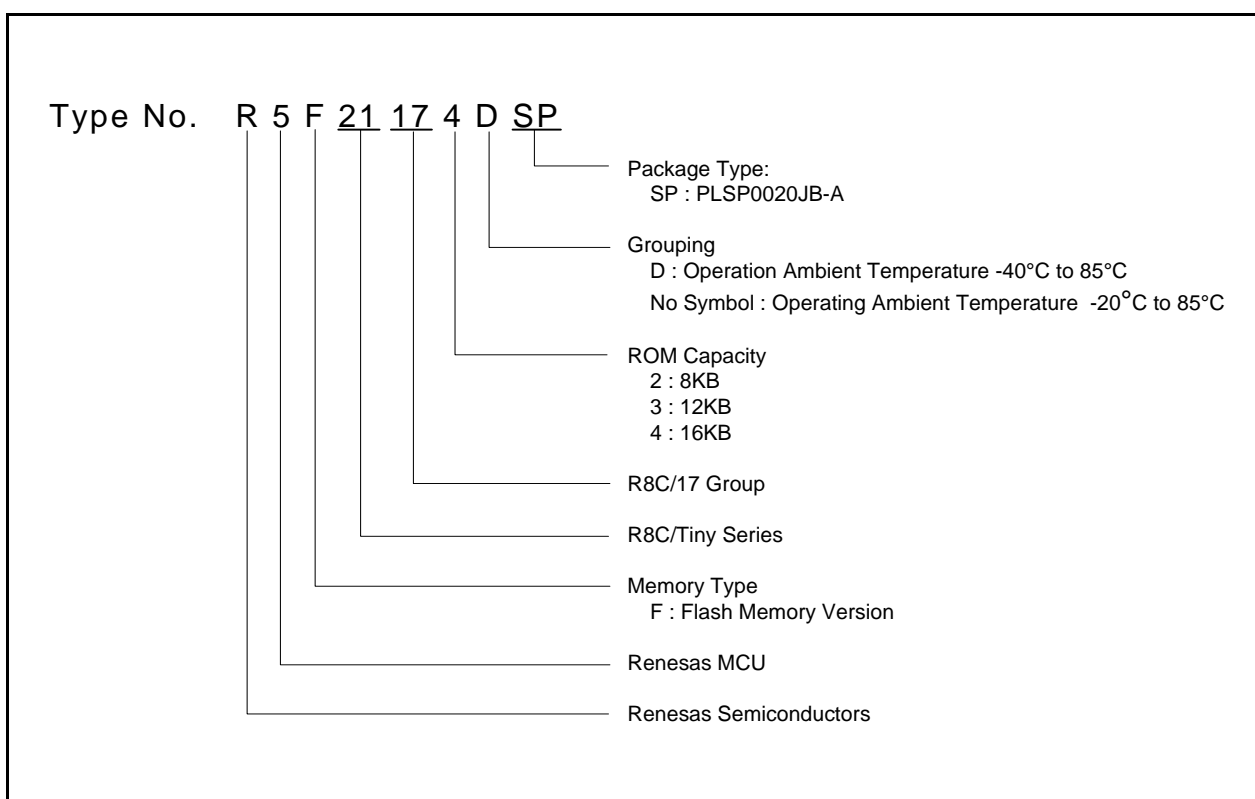 Type No. R 5 F 21 17 4 D SP
Package Type:
SP : PLSP0020JB-A
Grouping
D : Operation Ambient Temperature -40°C to 85°C
No Symbol : Operating Ambient Temperature -20°C to 85°C
ROM Capacity
2 : 8KB
3 : 12KB
4 : 16KB
R8C/17 Group
R8C/Tiny Series
Memory Type
F : Flash Memory Version
Renesas MCU
Renesas Semiconductors